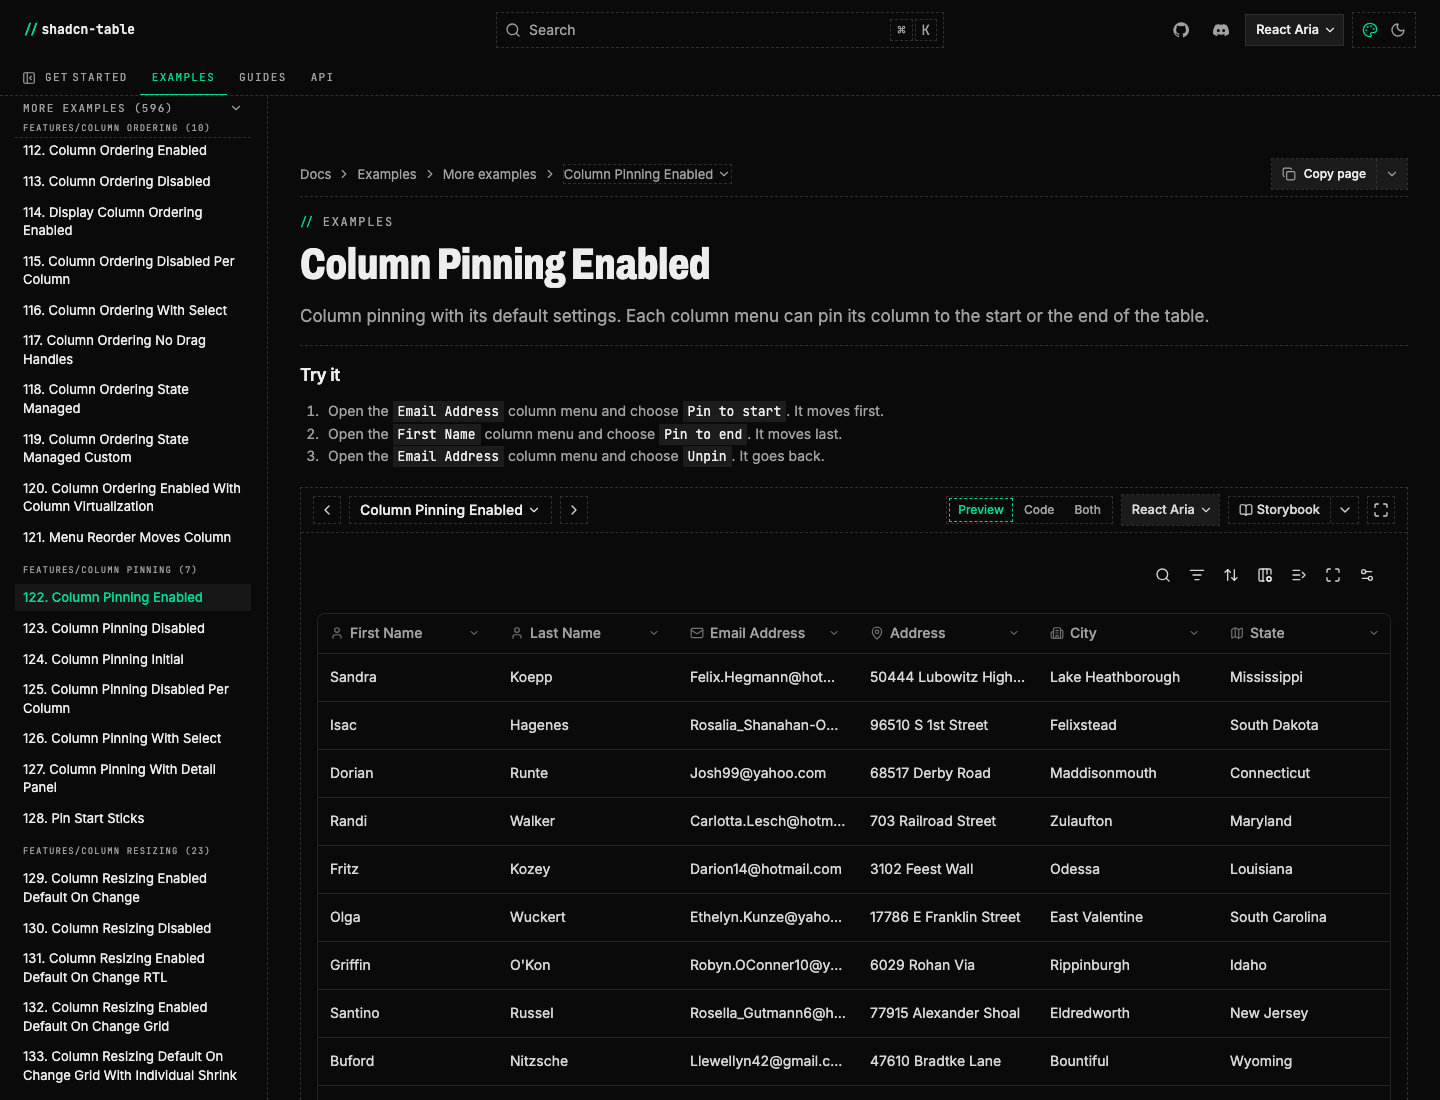 // shadcn-table
Search
⌘ K
React Aria
GET STARTED
EXAMPLES
GUIDES
API
MORE EXAMPLES (596)
FEATURES/COLUMN ORDERING (10)
112. Column Ordering Enabled
113. Column Ordering Disabled
114. Display Column Ordering
Enabled
115. Column Ordering Disabled Per
Column
116. Column Ordering With Select
117. Column Ordering No Drag
Handles
118. Column Ordering State
Managed
119. Column Ordering State
Managed Custom
120. Column Ordering Enabled With
Column Virtualization
121. Menu Reorder Moves Column
FEATURES/COLUMN PINNING (7)
122. Column Pinning Enabled
123. Column Pinning Disabled
124. Column Pinning Initial
125. Column Pinning Disabled Per
Column
126. Column Pinning With Select
127. Column Pinning With Detail
Panel
128. Pin Start Sticks
FEATURES/COLUMN RESIZING (23)
129. Column Resizing Enabled
Default On Change
130. Column Resizing Disabled
131. Column Resizing Enabled
Default On Change RTL
132. Column Resizing Enabled
Default On Change Grid
133. Column Resizing Default On
Change Grid With Individual Shrink
Docs > Examples > More examples > Column Pinning Enabled
Copy page
// EXAMPLES
Column Pinning Enabled
Column pinning with its default settings. Each column menu can pin its column to the start or the end of the table.
Try it
1. Open the Email Address column menu and choose Pin to start. It moves first.
2. Open the First Name column menu and choose Pin to end. It moves last.
3. Open the Email Address column menu and choose Unpin. It goes back.
Column Pinning Enabled
Preview Code Both
React Aria
Storybook
First Name Last Name Email Address Address City State
Sandra Koepp Felix.Hegmann@hot... 50444 Lubowitz High... Lake Heathborough Mississippi
Isac Hagenes Rosalia_Shanahan-O... 96510 S 1st Street Felixstead South Dakota
Dorian Runte Josh99@yahoo.com 68517 Derby Road Maddisonmouth Connecticut
Randi Walker Carlotta.Lesch@hotm... 703 Railroad Street Zulaufton Maryland
Fritz Kozey Darion14@hotmail.com 3102 Feest Wall Odessa Louisiana
Olga Wuckert Ethelyn.Kunze@yaho... 17786 E Franklin Street East Valentine South Carolina
Griffin O'Kon Robyn.OConner10@y... 6029 Rohan Via Rippinburgh Idaho
Santino Russel Rosella_Gutmann6@h... 77915 Alexander Shoal Eldredworth New Jersey
Buford Nitzsche Llewellyn42@gmail.c... 47610 Bradtke Lane Bountiful Wyoming